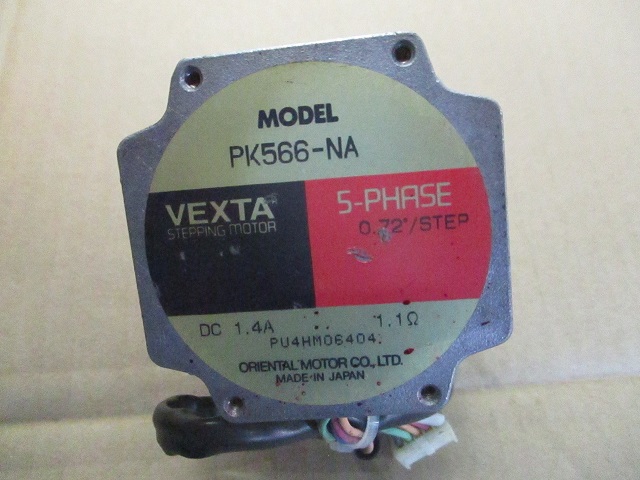 MODEL
PK566-NA
VEXTA
STEPPING MOTOR
5-PHASE
0.72°/STEP
DC 1.4A 1.1Ω
PU4HM06404
ORIENTAL MOTOR CO., LTD.
MADE IN JAPAN